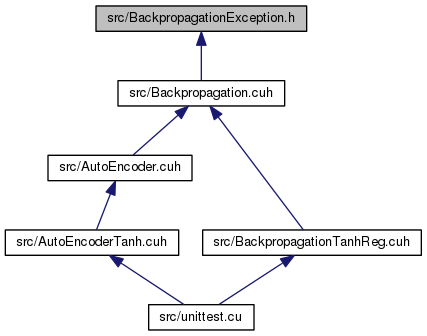 src/BackpropagationException.h
src/Backpropagation.cuh
src/AutoEncoder.cuh
src/AutoEncoderTanh.cuh
src/BackpropagationTanhReg.cuh
src/unittest.cu